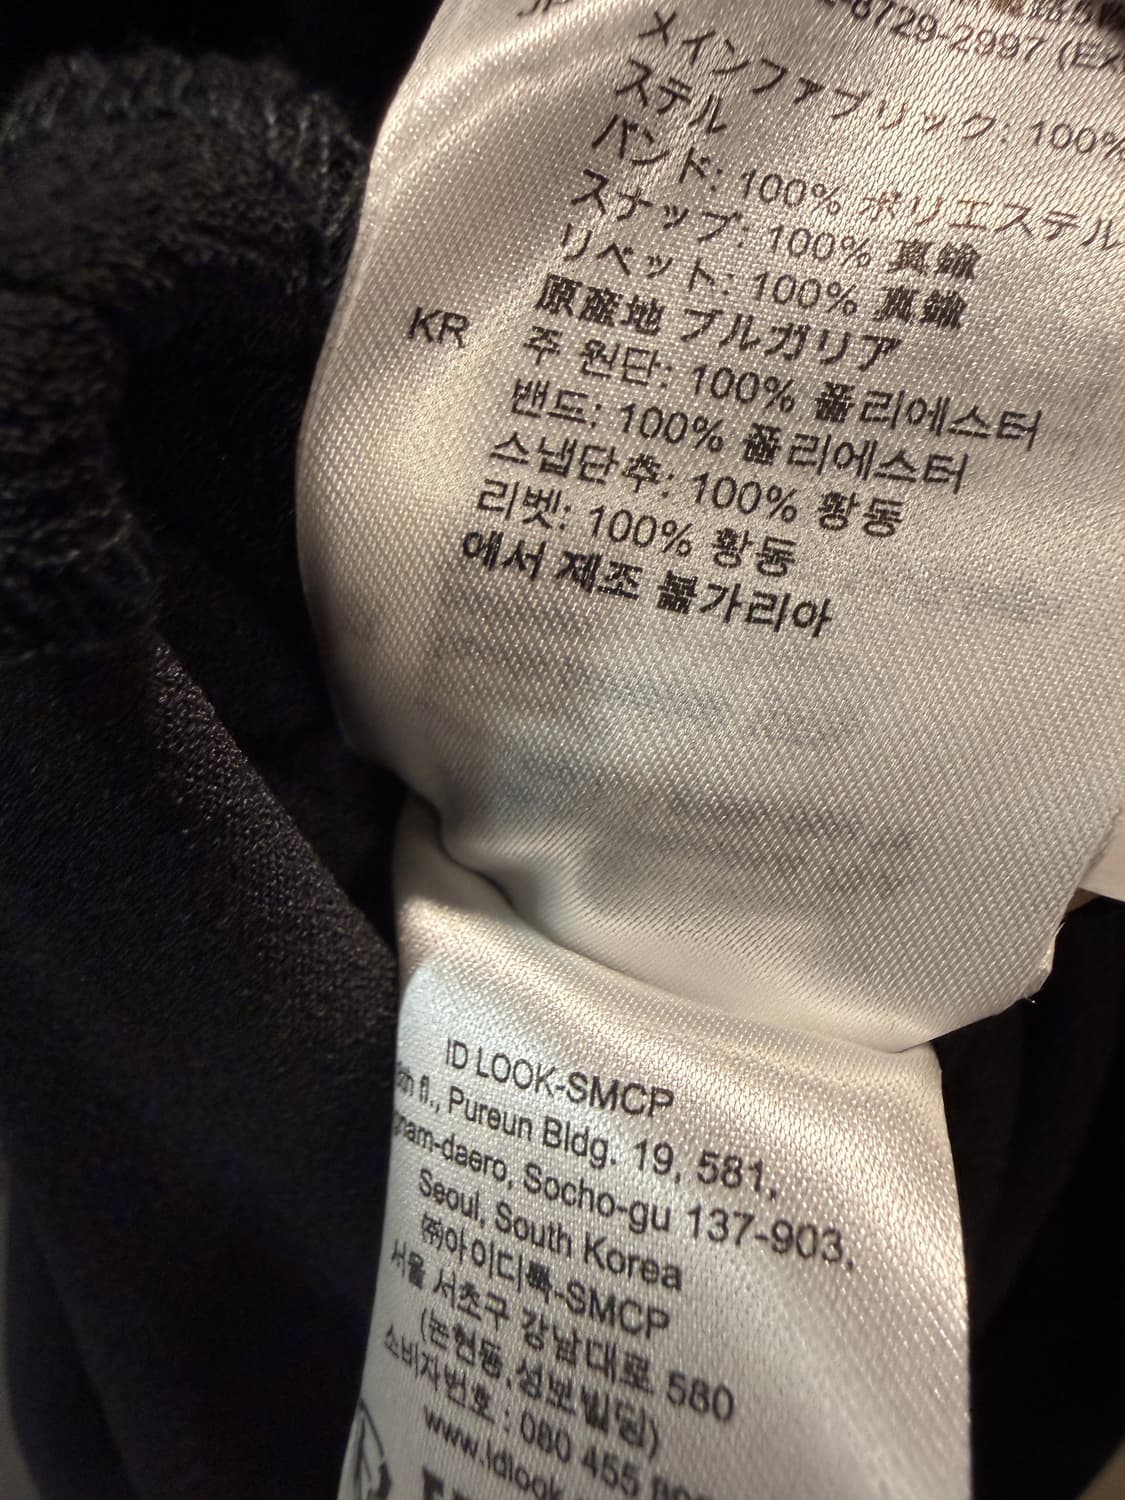 -8729-2997
メインファブリック: 100%
ステル
バンド: 100% ポリエステル
スナップ: 100% 真鍮
リベット: 100% 真鍮
原産地 ブルガリア
KR 주 원단: 100% 폴리에스터
밴드: 100% 폴리에스터
스냅단추: 100% 황동
리벳: 100% 황동
에서 제조 불가리아
ID LOOK-SMCP
fl., Pureun Bldg. 19, 581,
nam-daero, Socho-gu 137-903,
Seoul, South Korea
㈜아이디룩-SMCP
서울 서초구 강남대로 580
(논현동,성보빌딩)
소비자번호 : 080 455
www.idlook